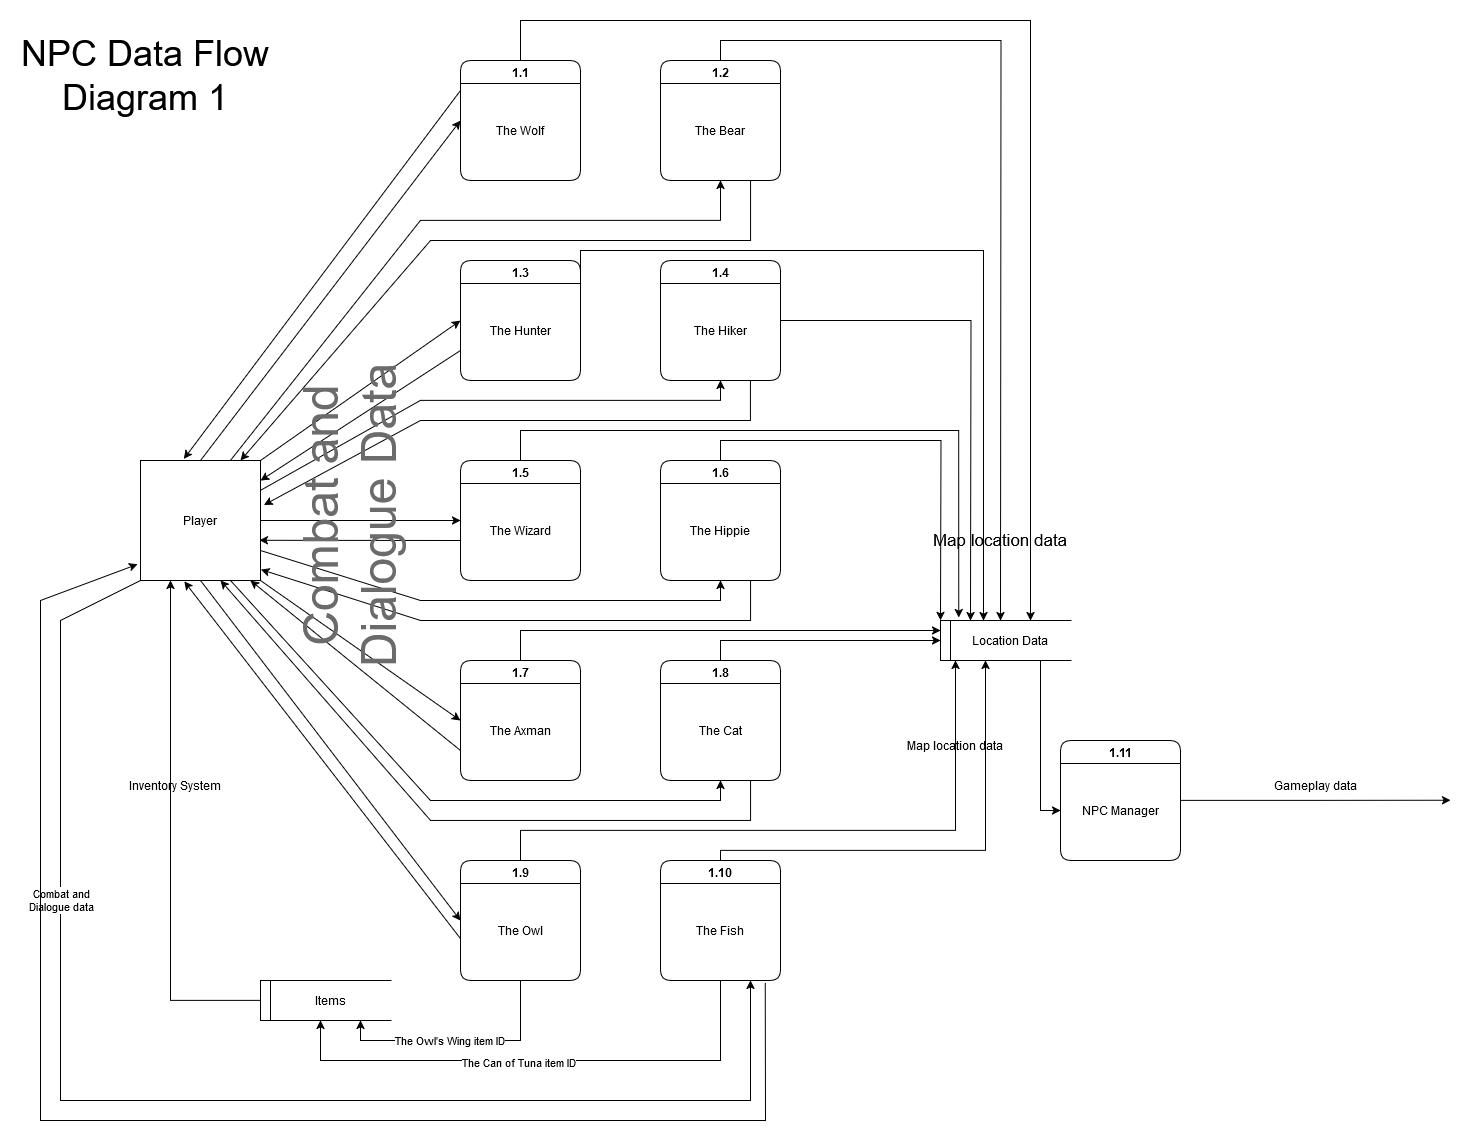 NPC Data Flow
Diagram 1
1.1
The Wolf
1.2
The Bear
1.3
The Hunter
1.4
The Hiker
Combat and
Dialogue Data
1.5
The Wizard
1.6
The Hippie
Player
Map location data
Location Data
1.7
The Axman
1.8
The Cat
Map location data
1.11
NPC Manager
Gameplay data
Inventory System
Combat and
Dialogue data
1.9
The Owl
1.10
The Fish
Items
The Owl's Wing item ID
The Can of Tuna item ID